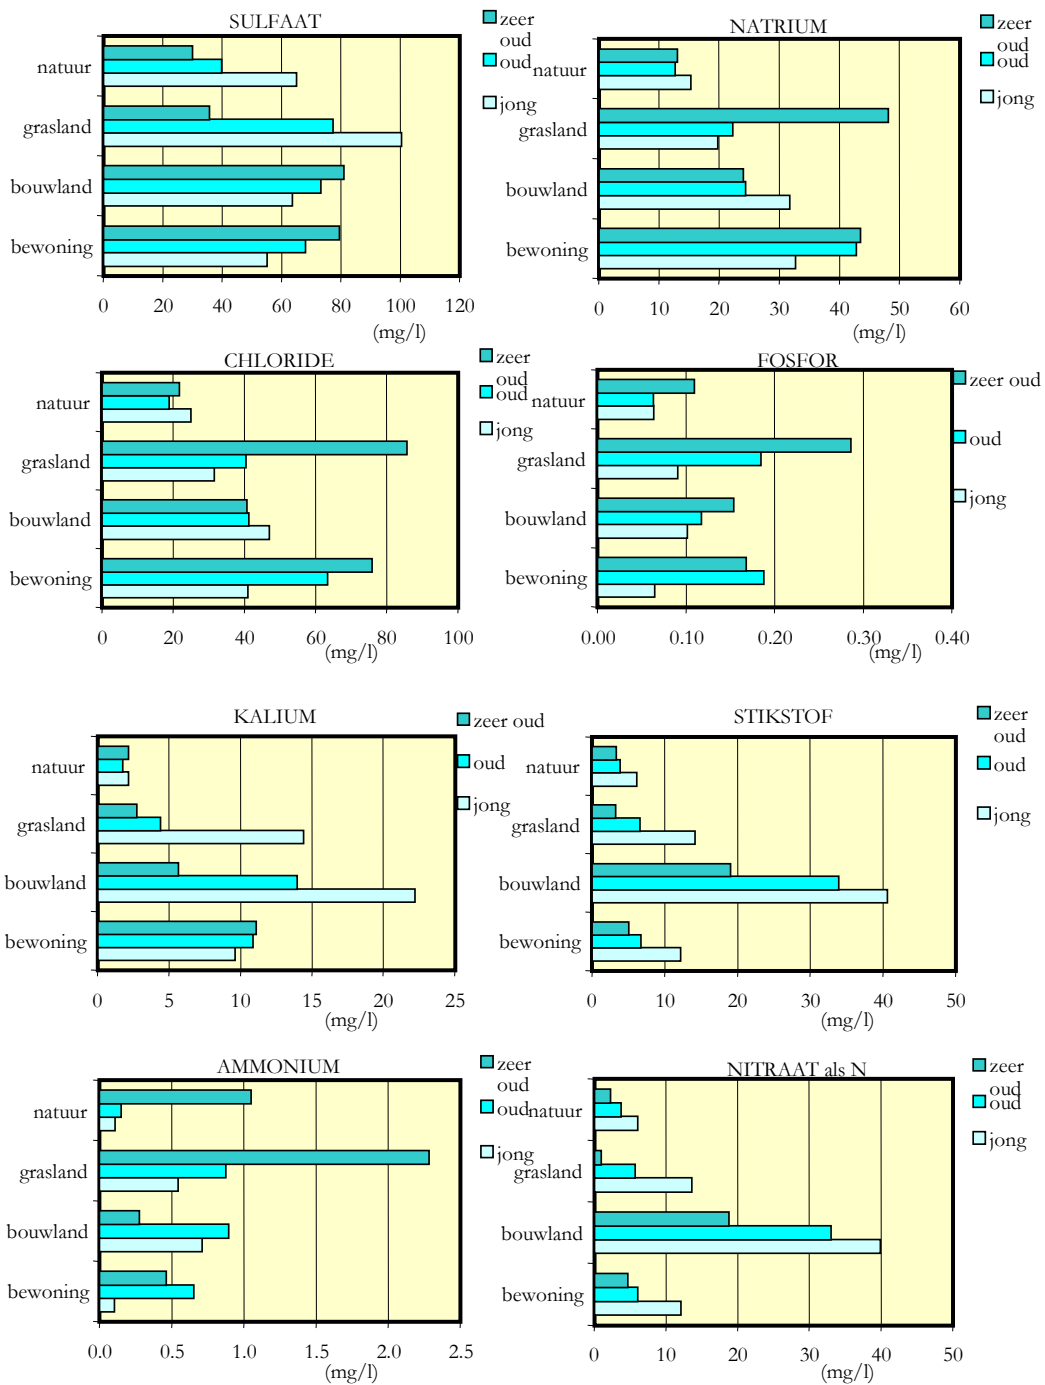 SULFAAT
zeer
oud
oud
jong
natuur
grasland
bouwland
bewoning
0 20 40 60 80 100 120
(mg/l)
NATRIUM
zeer
oud
oud
jong
natuur
grasland
bouwland
bewoning
0 10 20 30 40 50 60
(mg/l)
CHLORIDE
zeer
oud
oud
jong
natuur
grasland
bouwland
bewoning
0 20 40 60 80 100
(mg/l)
FOSFOR
zeer oud
oud
jong
natuur
grasland
bouwland
bewoning
0.00 0.10 0.20 0.30 0.40
(mg/l)
KALIUM
zeer oud
oud
jong
natuur
grasland
bouwland
bewoning
0 5 10 15 20 25
(mg/l)
STIKSTOF
zeer
oud
oud
jong
natuur
grasland
bouwland
bewoning
0 10 20 30 40 50
(mg/l)
AMMONIUM
zeer
oud
oud
jong
natuur
grasland
bouwland
bewoning
0.0 0.5 1.0 1.5 2.0 2.5
(mg/l)
NITRAAT als N
zeer
oud
oud
jong
natuur
grasland
bouwland
bewoning
0 10 20 30 40 50
(mg/l)